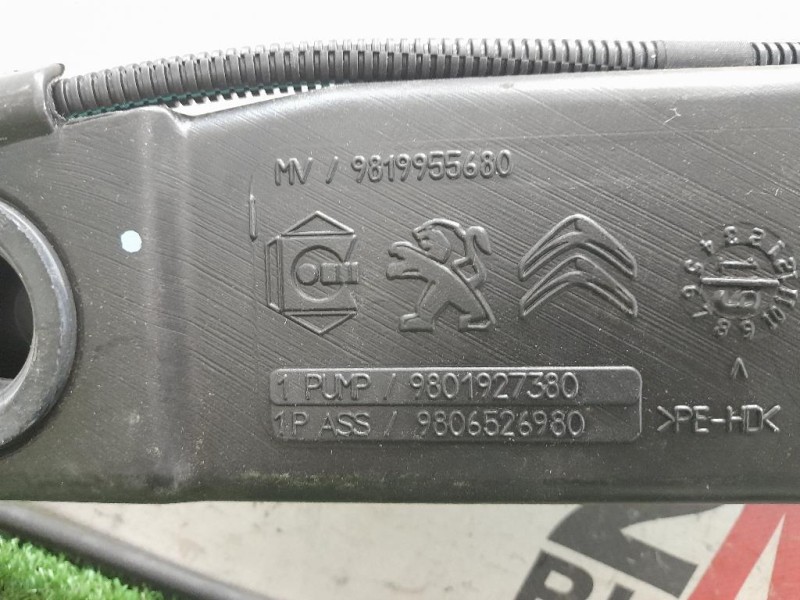 MV / 9819955680
1 PUMP / 9801927380
1P ASS / 9806526980
>PE-HD<